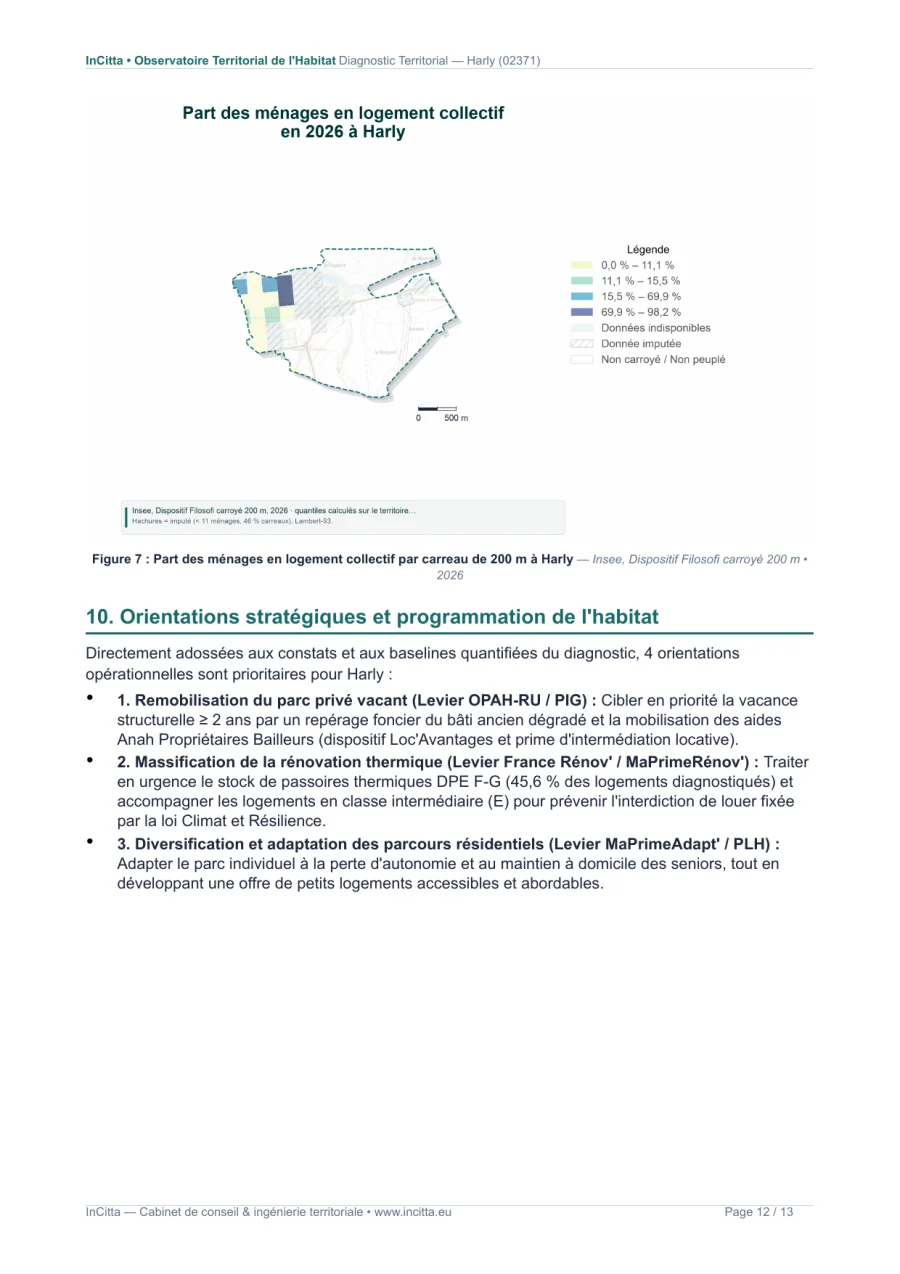 InCitta • Observatoire Territorial de l'Habitat Diagnostic Territorial — Harly (02371)
Part des ménages en logement collectif
en 2026 à Harly
Légende
0,0 % – 11,1 %
11,1 % – 15,5 %
15,5 % – 69,9 %
69,9 % – 98,2 %
Données indisponibles
Donnée imputée
Non carroyé / Non peuplé
0 500 m
Insee, Dispositif Filosofi carroyé 200 m, 2026 · quantiles calculés sur le territoire…
Hachures = imputé (< 11 ménages, 46 % carreaux), Lambert-93.
Figure 7 : Part des ménages en logement collectif par carreau de 200 m à Harly — Insee, Dispositif Filosofi carroyé 200 m •
2026
10. Orientations stratégiques et programmation de l'habitat
Directement adossées aux constats et aux baselines quantifiées du diagnostic, 4 orientations
opérationnelles sont prioritaires pour Harly :
• 1. Remobilisation du parc privé vacant (Levier OPAH-RU / PIG) : Cibler en priorité la vacance
structurelle ≥ 2 ans par un repérage foncier du bâti ancien dégradé et la mobilisation des aides
Anah Propriétaires Bailleurs (dispositif Loc'Avantages et prime d'intermédiation locative).
• 2. Massification de la rénovation thermique (Levier France Rénov' / MaPrimeRénov') : Traiter
en urgence le stock de passoires thermiques DPE F-G (45,6 % des logements diagnostiqués) et
accompagner les logements en classe intermédiaire (E) pour prévenir l'interdiction de louer fixée
par la loi Climat et Résilience.
• 3. Diversification et adaptation des parcours résidentiels (Levier MaPrimeAdapt' / PLH) :
Adapter le parc individuel à la perte d'autonomie et au maintien à domicile des seniors, tout en
développant une offre de petits logements accessibles et abordables.
InCitta — Cabinet de conseil & ingénierie territoriale • www.incitta.eu
Page 12 / 13